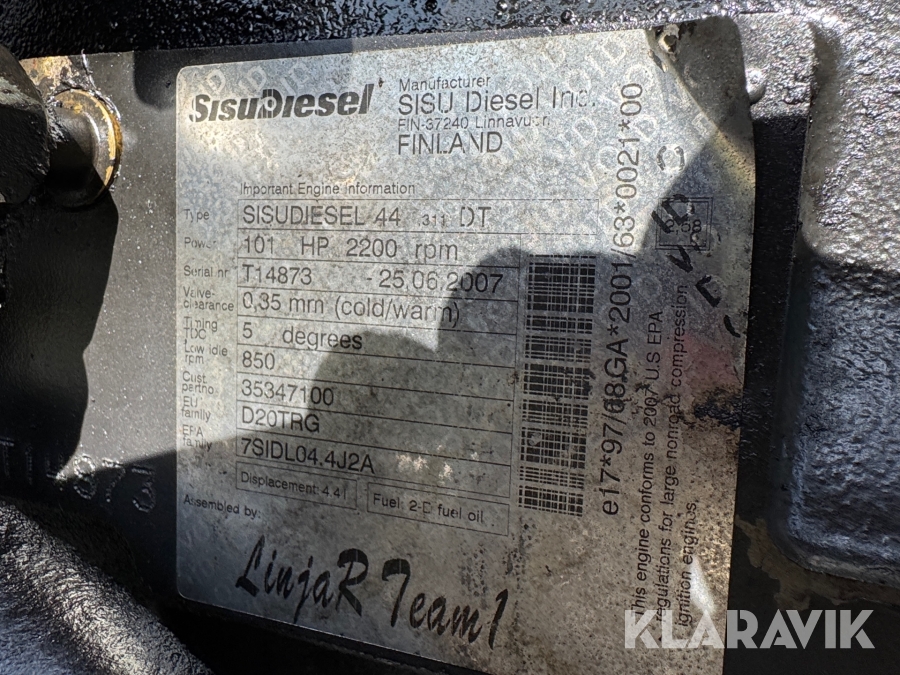 SisuDiesel
Manufacturer
SISU Diesel Inc.
FIN-37240 Linnavuori
FINLAND
Important Engine Information
Type SISUDIESEL 44 .311 DT
Power 101 HP 2200 rpm
Serial nr T14873 - 25.06.2007
Valve-clearance 0,35 mm (cold/warm)
Timing TDC 5 degrees
Low idle rpm 850
Cust. partno. 35347100
EU family D20TRG
EPA family 7SIDL04.4J2A
Displacement: 4.4 l Fuel: 2-D fuel oil
Assembled by:
LinjaR Team1
e17*97/68GA*2001/63*0021*00
This engine conforms to 2007 U.S EPA
regulations for large nonroad compression
ignition engines
VOID
KLARAVIK